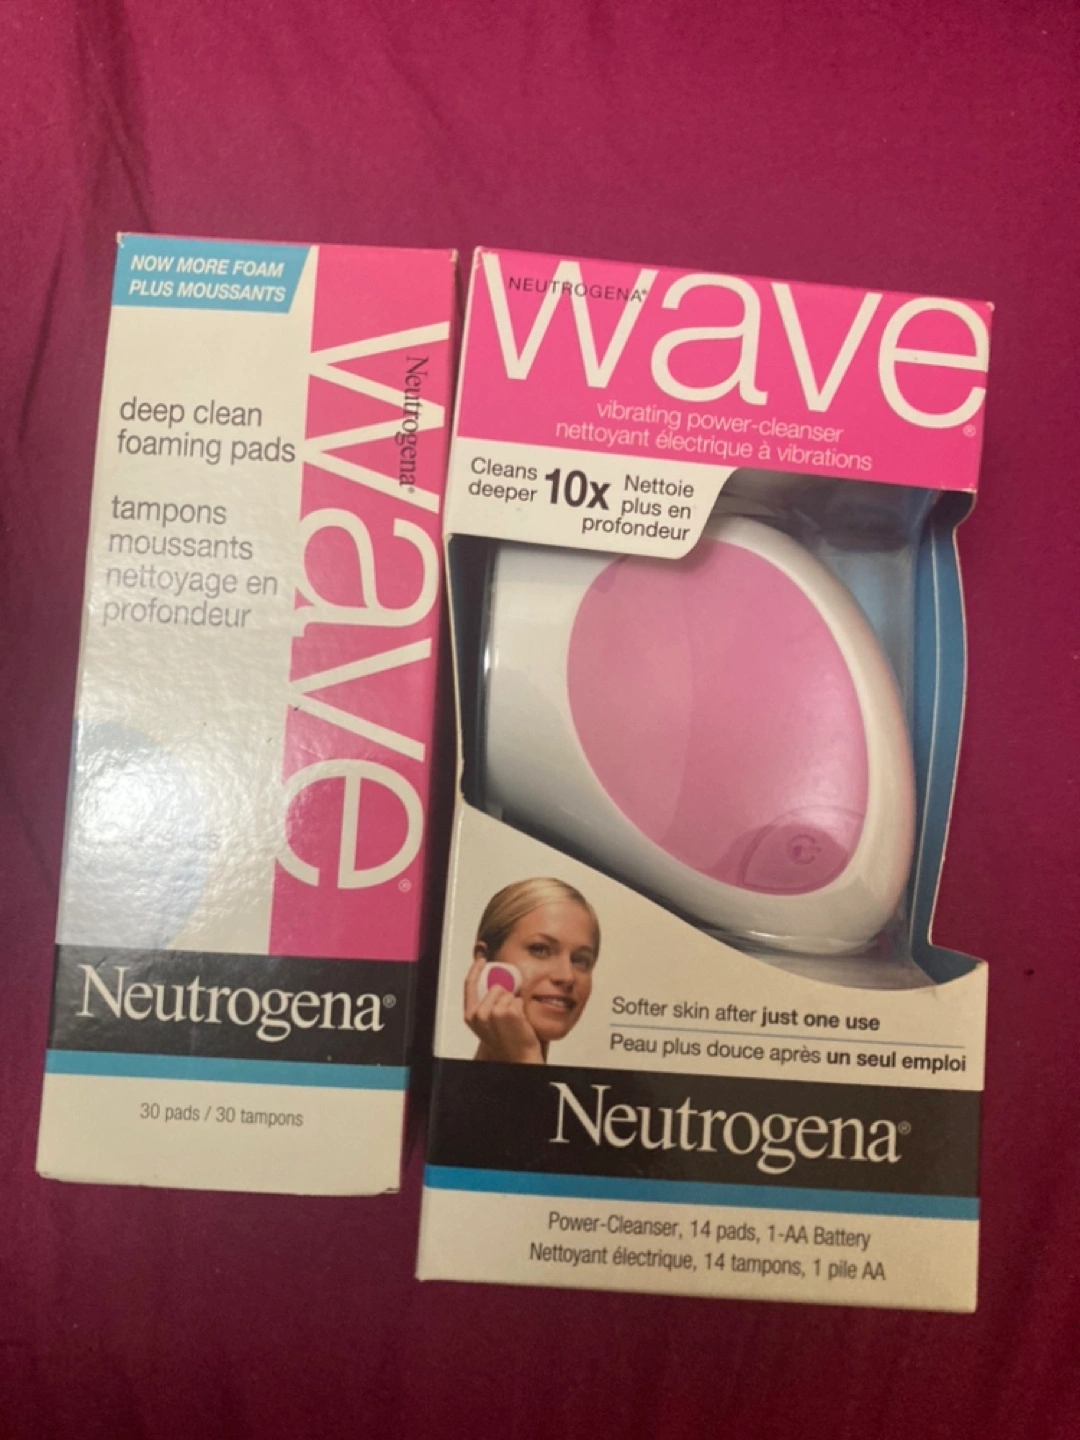 NOW MORE FOAM
PLUS MOUSSANTS
deep clean
foaming pads
tampons
moussants
nettoyage en
profondeur
Neutrogena®
wave®
Neutrogena®
30 pads / 30 tampons
NEUTROGENA®
wave®
vibrating power-cleanser
nettoyant électrique à vibrations
Cleans
deeper
10x
Nettoie
plus en
profondeur
Softer skin after just one use
Peau plus douce après un seul emploi
Neutrogena®
Power-Cleanser, 14 pads, 1-AA Battery
Nettoyant électrique, 14 tampons, 1 pile AA